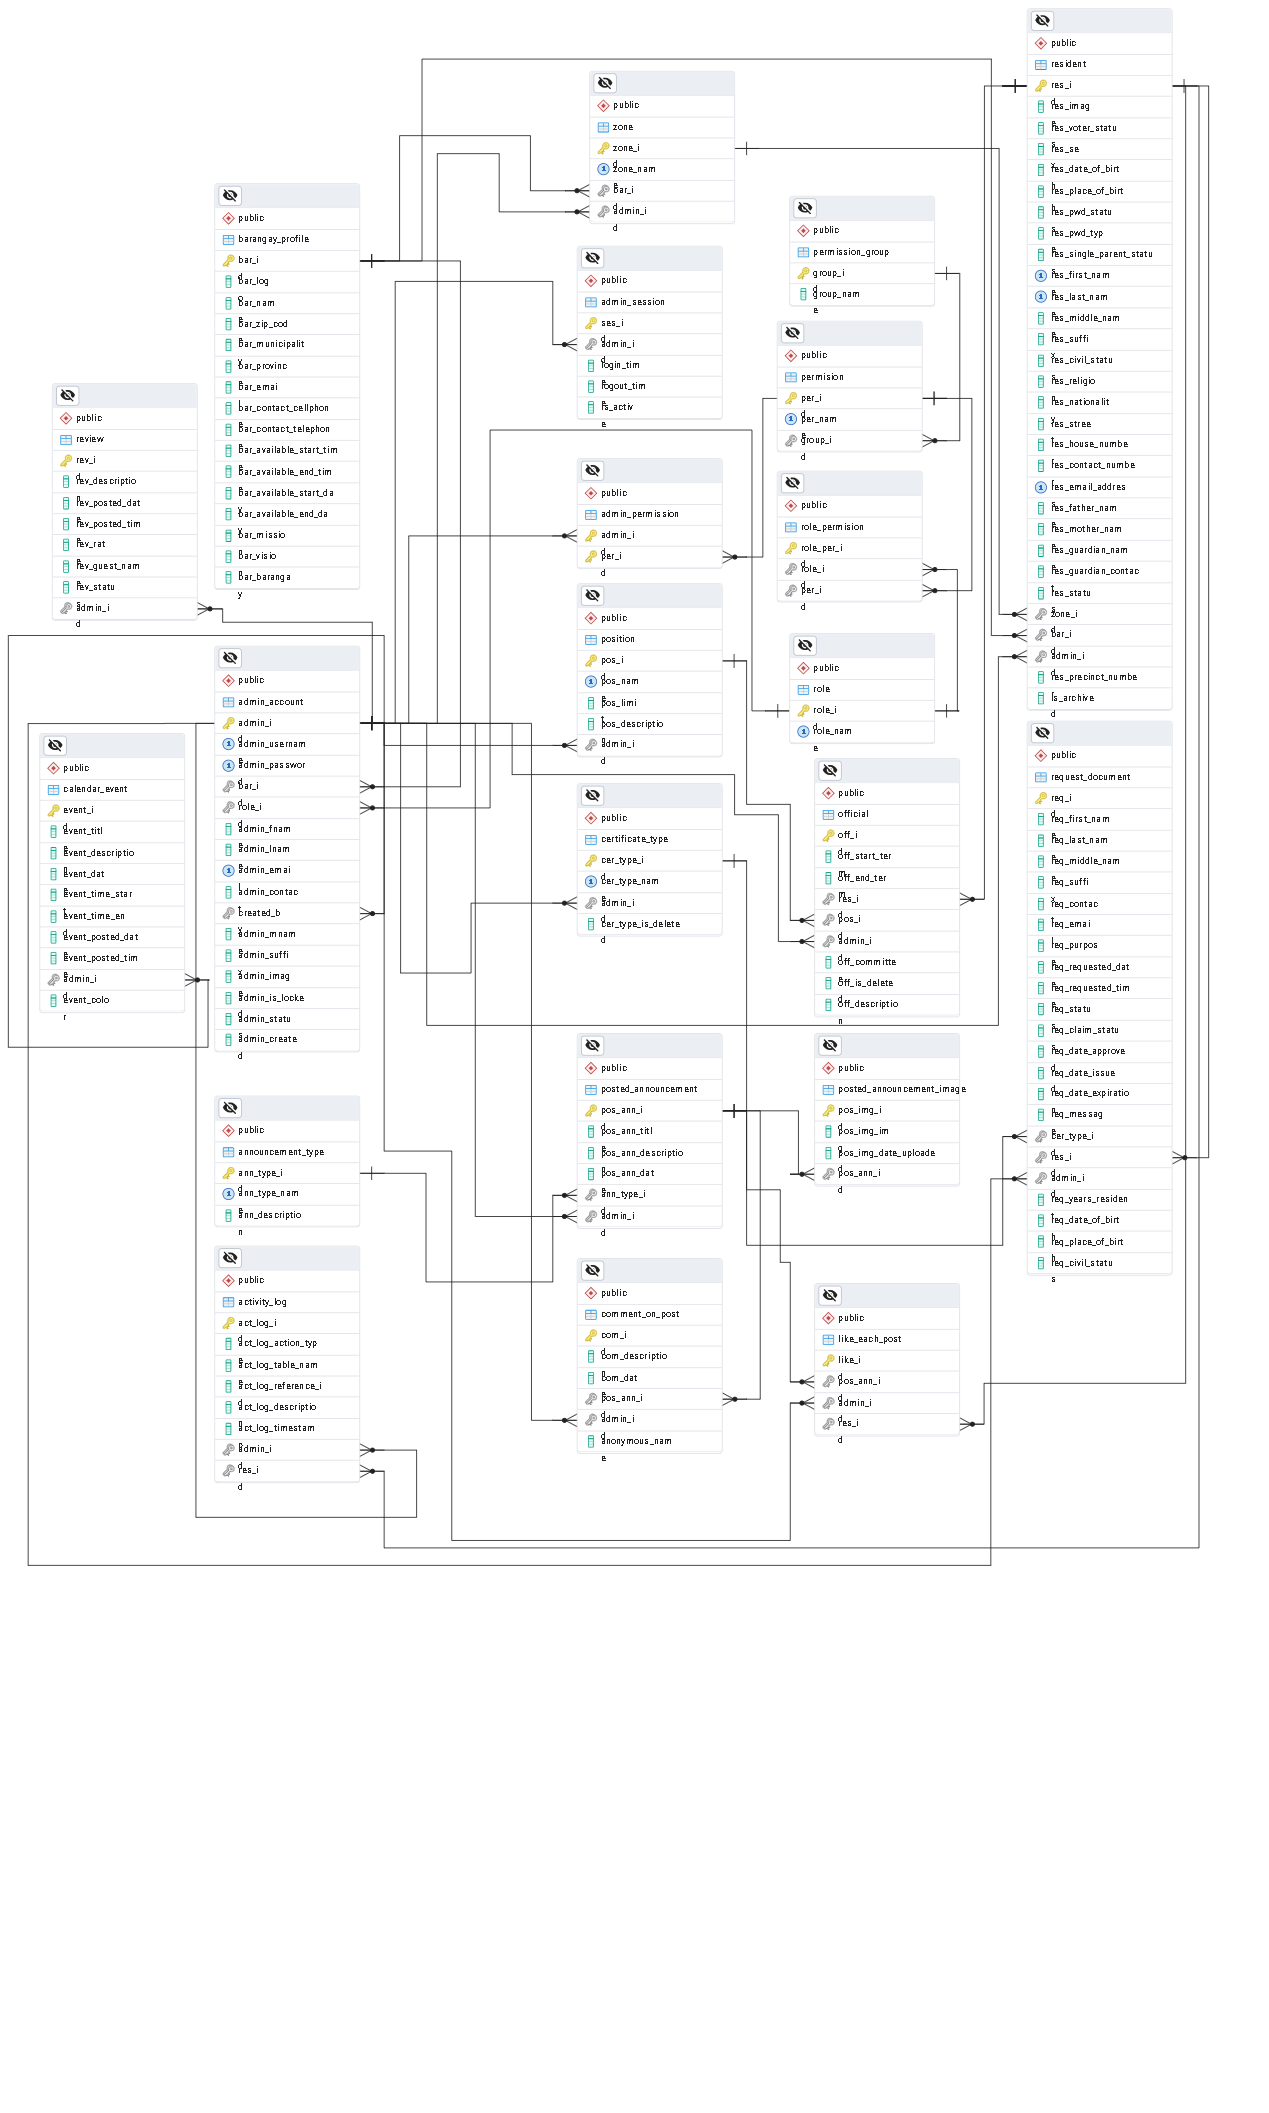 public
resident
res_i
d
res_imag
e
res_voter_statu
s
res_se
x
res_date_of_birt
h
res_place_of_birt
h
res_pwd_statu
s
res_pwd_typ
e
res_single_parent_statu
s
res_first_nam
e
res_last_nam
e
res_middle_nam
e
res_suffi
x
res_civil_statu
s
res_religio
n
res_nationalit
y
res_stree
t
res_house_numbe
r
res_contact_numbe
r
res_email_addres
s
res_father_nam
e
res_mother_nam
e
res_guardian_nam
e
res_guardian_contac
t
res_statu
s
zone_i
d
bar_i
d
admin_i
d
res_precinct_numbe
r
is_archive
d
public
zone
zone_i
d
zone_nam
e
bar_i
d
admin_i
d
public
barangay_profile
bar_i
d
bar_log
o
bar_nam
e
bar_zip_cod
e
bar_municipalit
y
bar_provinc
e
bar_emai
l
bar_contact_cellphon
e
bar_contact_telephon
e
bar_available_start_tim
e
bar_available_end_tim
e
bar_available_start_da
y
bar_available_end_da
y
bar_missio
n
bar_visio
n
bar_baranga
y
public
permission_group
group_i
d
group_nam
e
public
admin_session
ses_i
d
admin_i
d
login_tim
e
logout_tim
e
is_activ
e
public
permision
per_i
d
per_nam
e
group_i
d
public
review
rev_i
d
rev_descriptio
n
rev_posted_dat
e
rev_posted_tim
e
rev_rat
e
rev_guest_nam
e
rev_statu
s
admin_i
d
public
admin_permission
admin_i
d
per_i
d
public
role_permision
role_per_i
d
role_i
d
per_i
d
public
position
pos_i
d
pos_nam
e
pos_limi
t
pos_descriptio
n
admin_i
d
public
role
role_i
d
role_nam
e
public
admin_account
admin_i
d
admin_usernam
e
admin_passwor
d
bar_i
d
role_i
d
admin_fnam
e
admin_lnam
e
admin_emai
l
admin_contac
t
created_b
y
admin_mnam
e
admin_suffi
x
admin_imag
e
admin_is_locke
d
admin_statu
s
admin_create
d
public
calendar_event
event_i
d
event_titl
e
event_descriptio
n
event_dat
e
event_time_star
t
event_time_en
d
event_posted_dat
e
event_posted_tim
e
admin_i
d
event_colo
r
public
official
off_i
d
off_start_ter
m
off_end_ter
m
res_i
d
pos_i
d
admin_i
d
off_committe
e
off_is_delete
d
off_descriptio
n
public
certificate_type
cer_type_i
d
cer_type_nam
e
admin_i
d
cer_type_is_delete
d
public
request_document
req_i
d
req_first_nam
e
req_last_nam
e
req_middle_nam
e
req_suffi
x
req_contac
t
req_emai
l
req_purpos
e
req_requested_dat
e
req_requested_tim
e
req_statu
s
req_claim_statu
s
req_date_approve
d
req_date_issue
d
req_date_expiratio
n
req_messag
e
cer_type_i
d
res_i
d
admin_i
d
req_years_residen
t
req_date_of_birt
h
req_place_of_birt
h
req_civil_statu
s
public
posted_announcement
pos_ann_i
d
pos_ann_titl
e
pos_ann_descriptio
n
pos_ann_dat
e
ann_type_i
d
admin_i
d
public
posted_announcement_image
pos_img_i
d
pos_img_im
g
pos_img_date_uploade
d
pos_ann_i
d
public
announcement_type
ann_type_i
d
ann_type_nam
e
ann_descriptio
n
public
activity_log
act_log_i
d
act_log_action_typ
e
act_log_table_nam
e
act_log_reference_i
d
act_log_descriptio
n
act_log_timestam
p
admin_i
d
res_i
d
public
comment_on_post
com_i
d
com_descriptio
n
com_dat
e
pos_ann_i
d
admin_i
d
anonymous_nam
e
public
like_each_post
like_i
d
pos_ann_i
d
admin_i
d
res_i
d